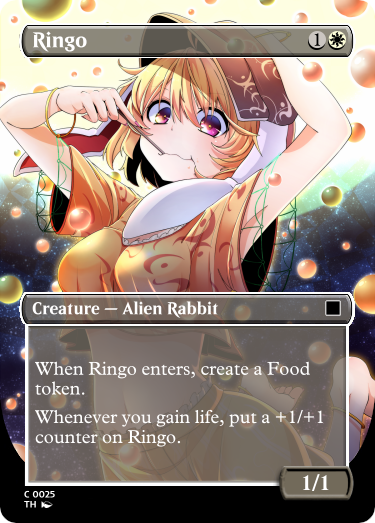 Ringo 1
Creature — Alien Rabbit
When Ringo enters, create a Food
token.
Whenever you gain life, put a +1/+1
counter on Ringo.
1/1
C 0025
TH